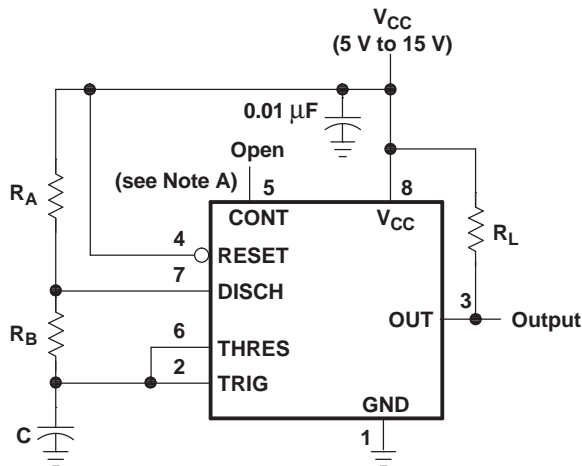 VCC
(5 V to 15 V)
0.01 μF
Open
(see Note A)
5
8
RA
CONT
VCC
RL
4
RESET
7
DISCH
3
OUT
Output
RB
6
THRES
2
TRIG
GND
C
1